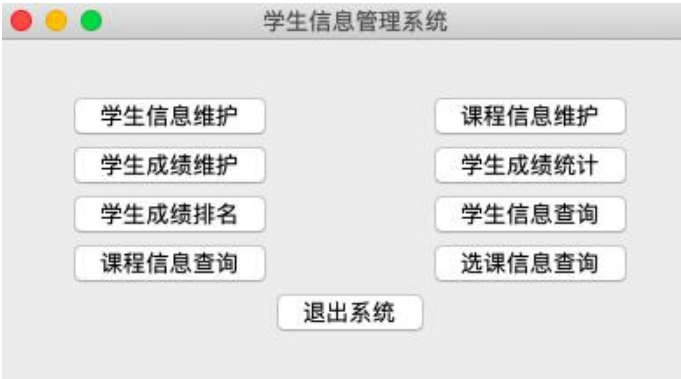 学生信息管理系统
学生信息维护 课程信息维护
学生成绩维护 学生成绩统计
学生成绩排名 学生信息查询
课程信息查询 选课信息查询
退出系统